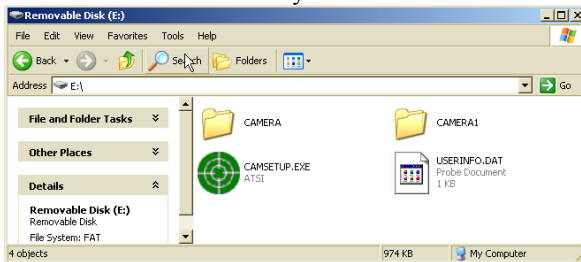 Removable Disk (E:)
File Edit View Favorites Tools Help
Back Search Folders
Address E:\ Go
File and Folder Tasks
Other Places
Details
Removable Disk (E:)
Removable Disk
File System: FAT
CAMERA
CAMERA1
CAMSETUP.EXE
ATSI
USERINFO.DAT
Probe Document
1 KB
4 objects 974 KB My Computer